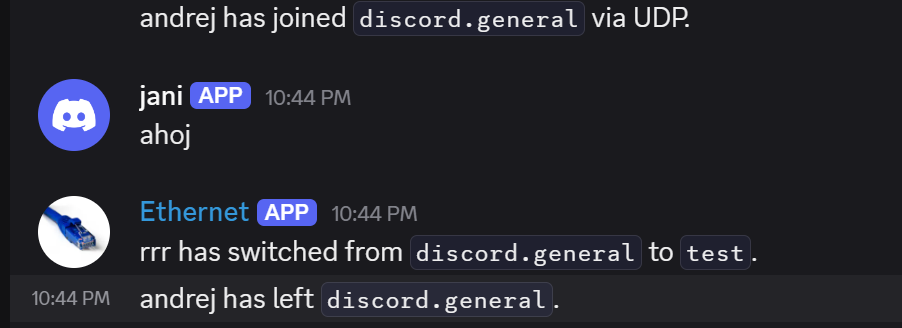 andrej has joined discord.general via UDP.
jani APP 10:44 PM
ahoj
Ethernet APP 10:44 PM
rrr has switched from discord.general to test.
10:44 PM andrej has left discord.general.